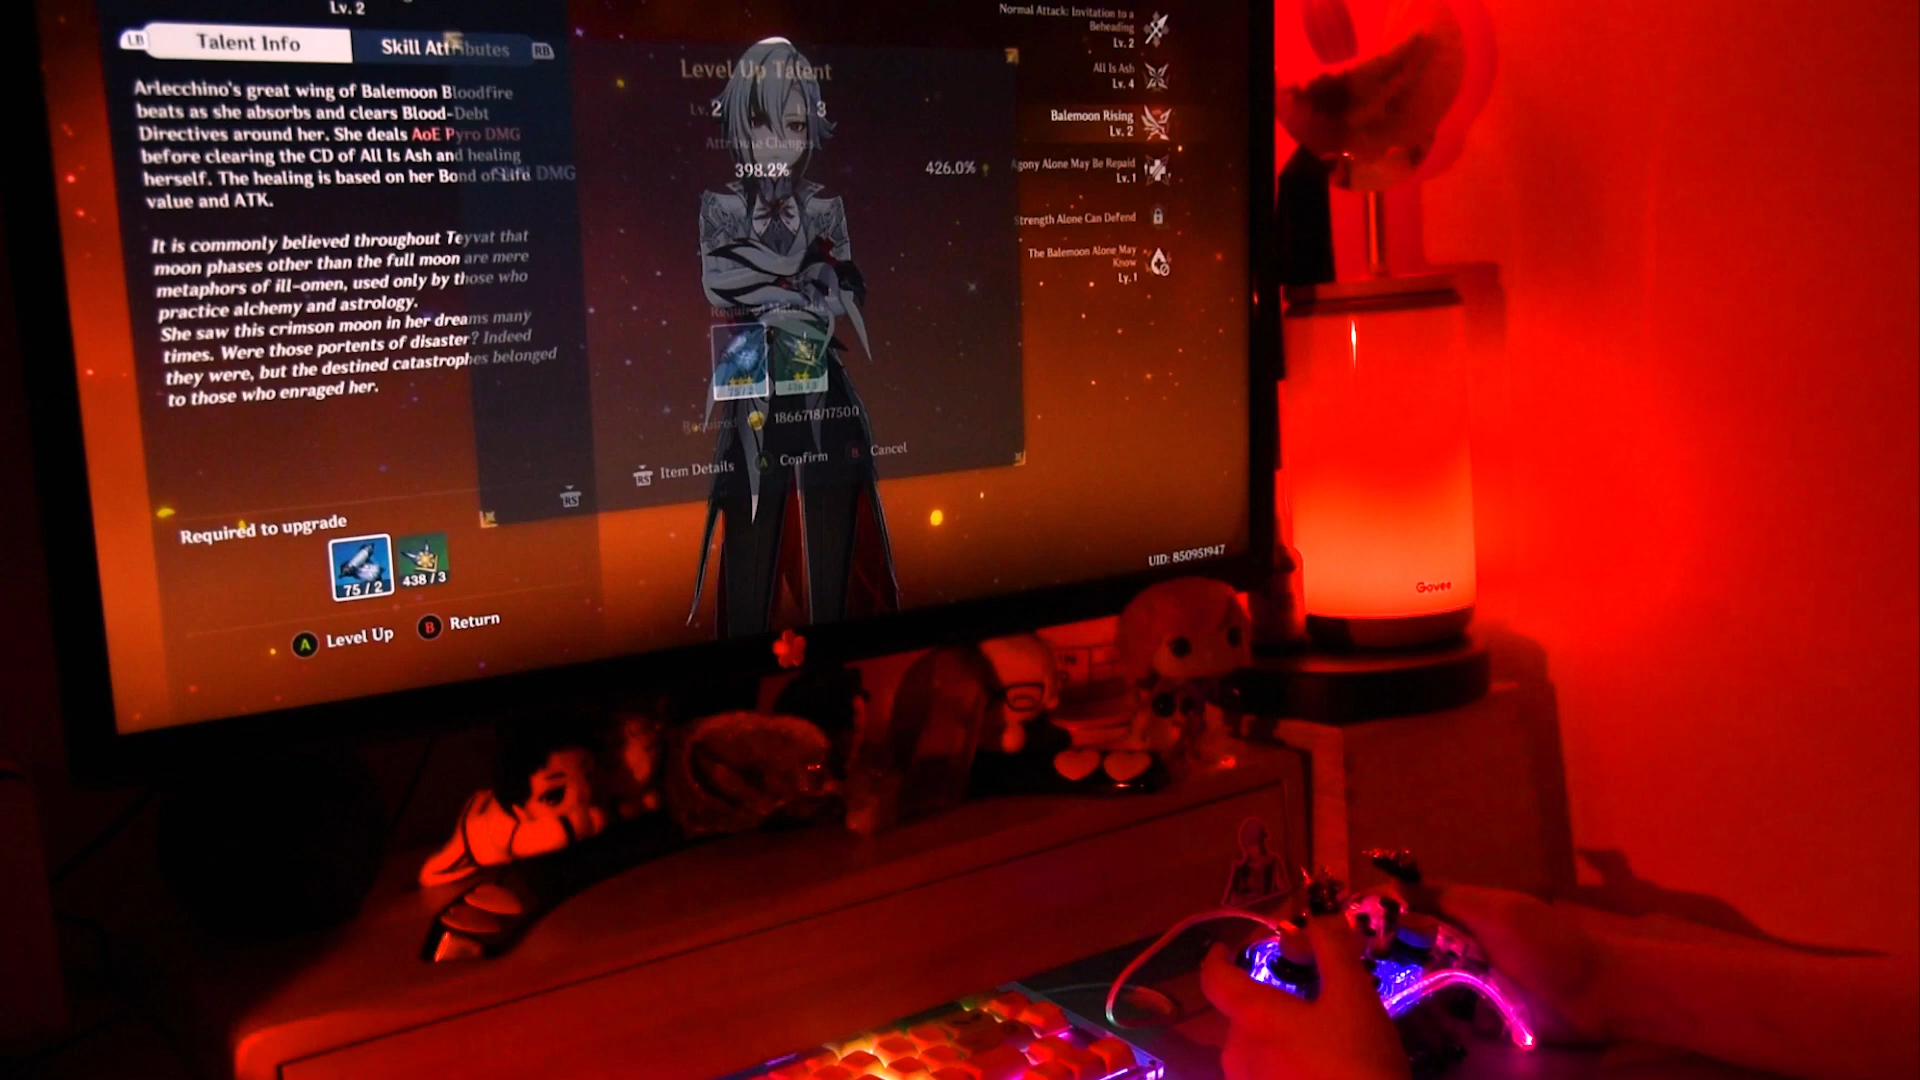 Lv. 2
LB Talent Info Skill Attributes RB
Arlecchino's great wing of Balemoon Bloodfire
beats as she absorbs and clears Blood-Debt
Directives around her. She deals AoE Pyro DMG
before clearing the CD of All Is Ash and healing
herself. The healing is based on her Bond of Life
value and ATK.
It is commonly believed throughout Teyvat that
moon phases other than the full moon are mere
metaphors of ill-omen, used only by those who
practice alchemy and astrology.
She saw this crimson moon in her dreams many
times. Were those portents of disaster? Indeed
they were, but the destined catastrophes belonged
to those who enraged her.
Required to upgrade
75 / 2 438 / 3
A Level Up B Return
RS
Level Up Talent
Lv. 2 3
Attribute Changes
DMG 398.2% 426.0%
Required Materials
Required 1866718/17500
RS Item Details A Confirm B Cancel
Normal Attack: Invitation to a
Beheading
Lv. 2
All Is Ash
Lv. 4
Balemoon Rising
Lv. 2
Agony Alone May Be Repaid
Lv. 1
Strength Alone Can Defend
The Balemoon Alone May
Know
Lv. 1
UID: 850951947
Govee